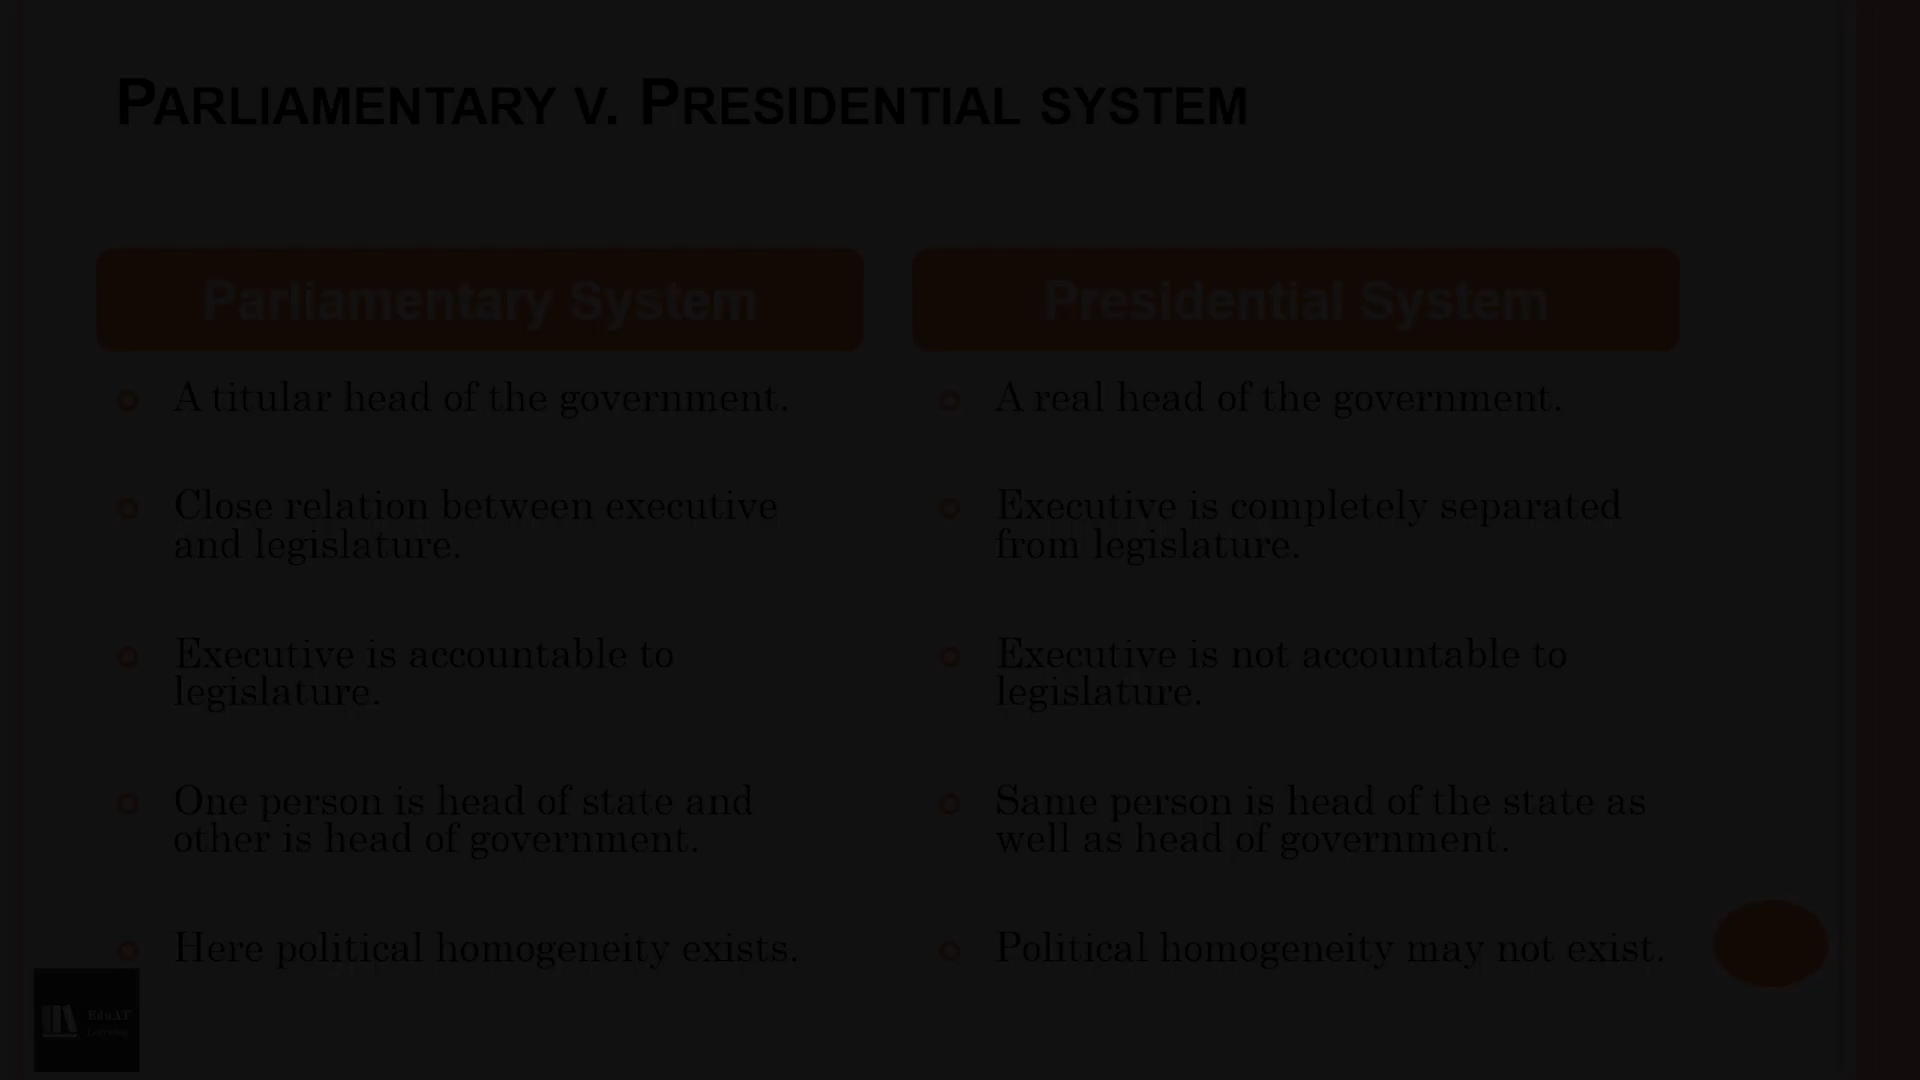 PARLIAMENTARY V. PRESIDENTIAL SYSTEM
Parliamentary System
A titular head of the government.
Close relation between executive
and legislature.
Executive is accountable to
legislature.
One person is head of state and
other is head of government.
Here political homogeneity exists.
Presidential System
A real head of the government.
Executive is completely separated
from legislature.
Executive is not accountable to
legislature.
Same person is head of the state as
well as head of government.
Political homogeneity may not exist.
EduAT
Learning